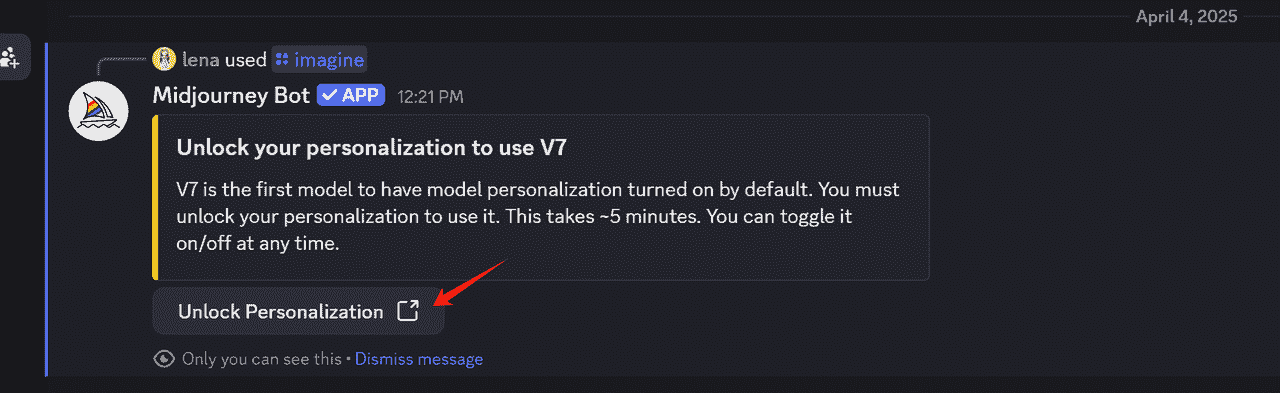 April 4, 2025
lena used imagine
Midjourney Bot APP 12:21 PM
Unlock your personalization to use V7
V7 is the first model to have model personalization turned on by default. You must
unlock your personalization to use it. This takes ~5 minutes. You can toggle it
on/off at any time.
Unlock Personalization
Only you can see this • Dismiss message